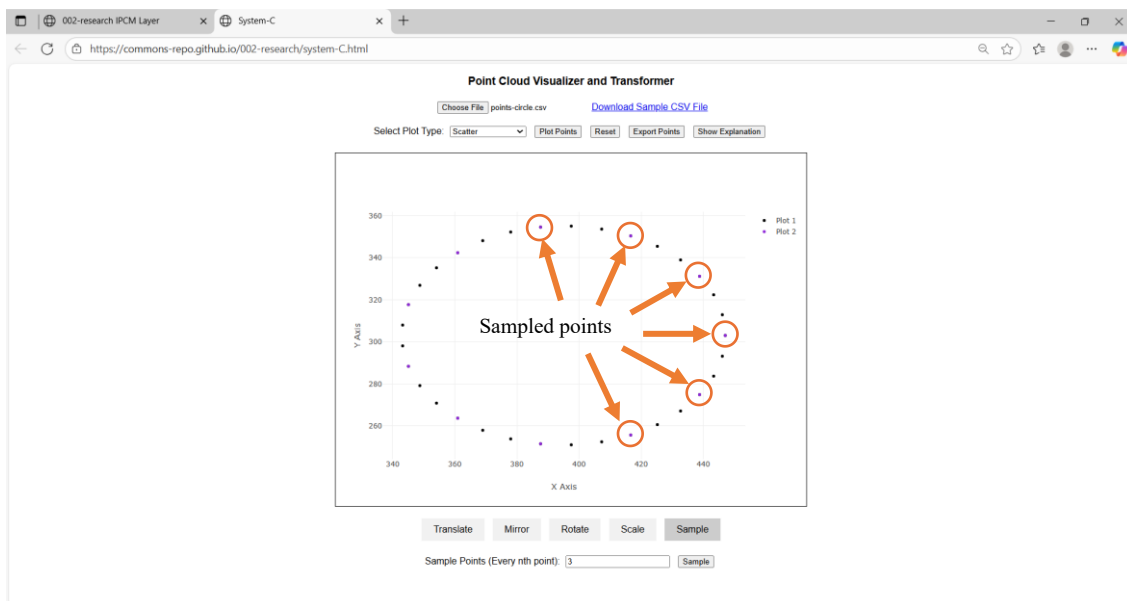 002-research IPCM Layer
System-C
https://commons-repo.github.io/002-research/system-C.html
Point Cloud Visualizer and Transformer
Choose File points-circle.csv Download Sample CSV File
Select Plot Type: Scatter Plot Points Reset Export Points Show Explanation
Plot 1
Plot 2
360
340
320
300
280
260
Y Axis
Sampled points
340 360 380 400 420 440
X Axis
Translate Mirror Rotate Scale Sample
Sample Points (Every nth point): 3 Sample